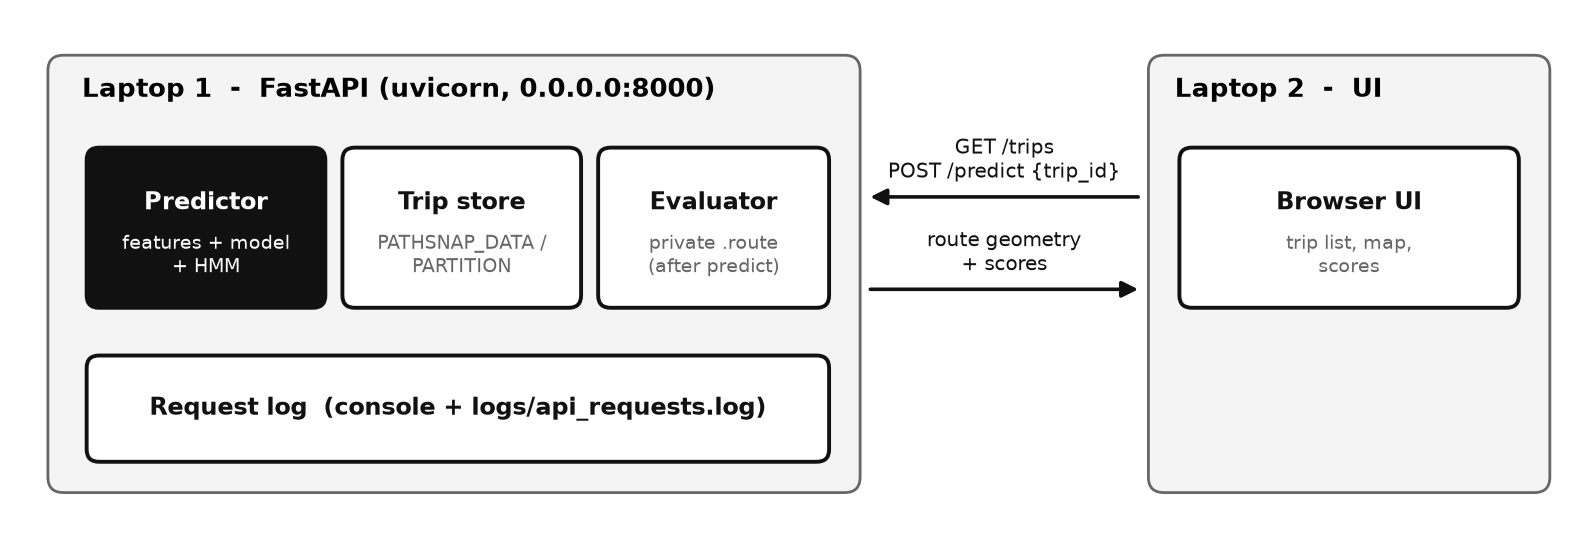 Laptop 1 - FastAPI (uvicorn, 0.0.0.0:8000)
Predictor
features + model
+ HMM
Trip store
PATHSNAP_DATA /
PARTITION
Evaluator
private .route
(after predict)
Request log (console + logs/api_requests.log)
GET /trips
POST /predict {trip_id}
route geometry
+ scores
Laptop 2 - UI
Browser UI
trip list, map,
scores